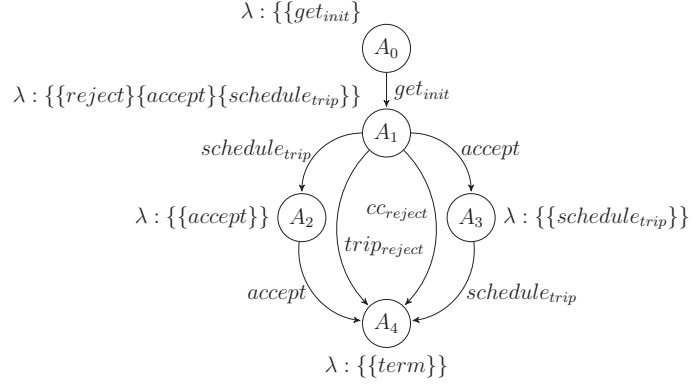 λ : {{get_init}
A_0
get_init
λ : {{reject}{accept}{schedule_trip}}
A_1
schedule_trip
accept
λ : {{accept}}
A_2
cc_reject
trip_reject
A_3
λ : {{schedule_trip}}
accept
schedule_trip
A_4
λ : {{term}}